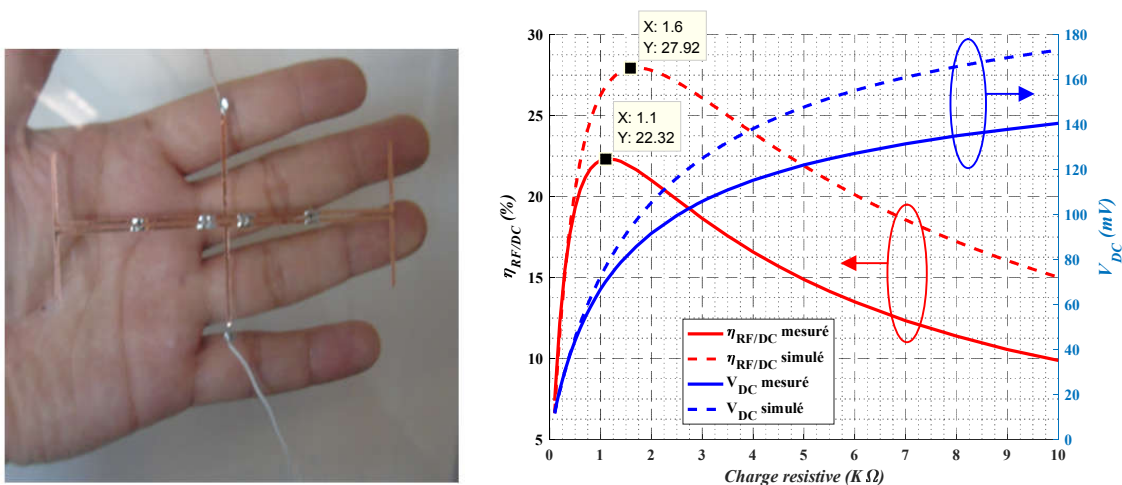 X: 1.6
Y: 27.92
X: 1.1
Y: 22.32
30
25
20
15
10
5
η_RF/DC (%)
180
160
140
120
100
80
60
40
20
0
V_DC (mV)
η_RF/DC mesuré
η_RF/DC simulé
V_DC mesuré
V_DC simulé
0 1 2 3 4 5 6 7 8 9 10
Charge resistive (K Ω)